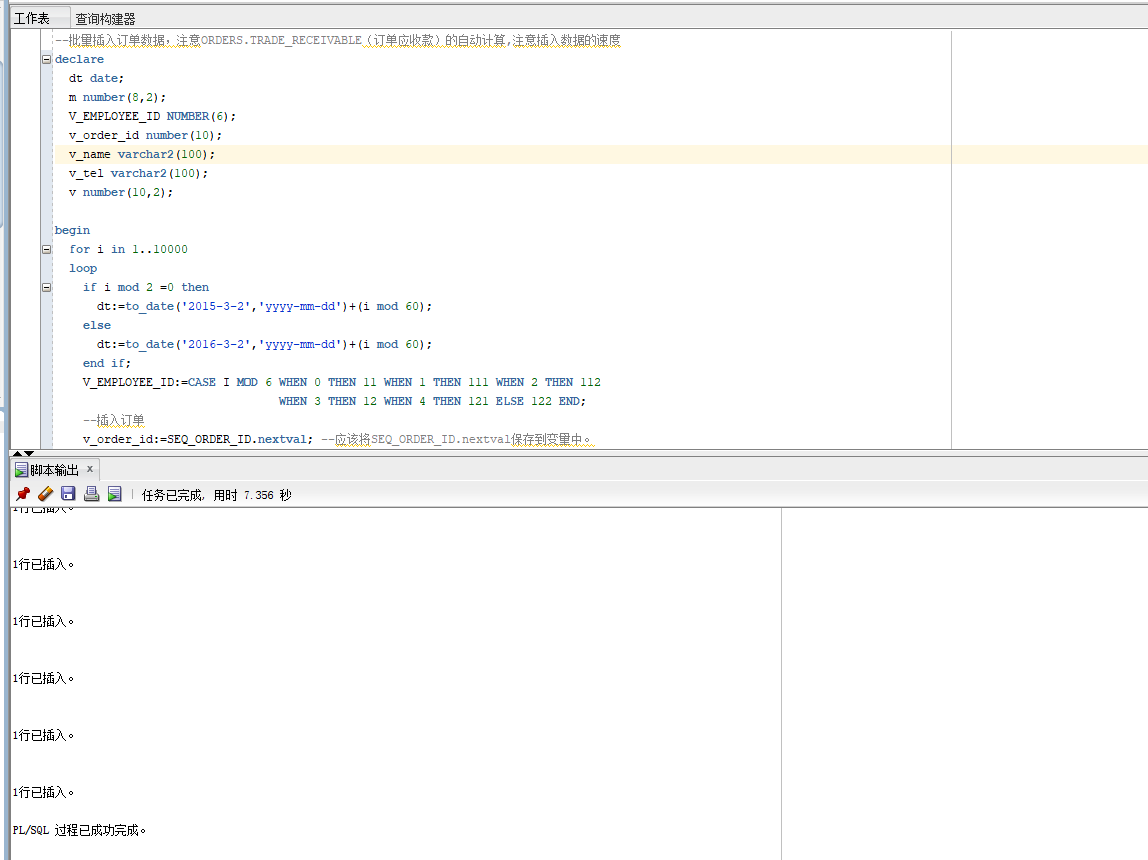 工作表 查询构建器
--批量插入订单数据，注意ORDERS.TRADE_RECEIVABLE（订单应收款）的自动计算,注意插入数据的速度
declare
dt date;
m number(8,2);
V_EMPLOYEE_ID NUMBER(6);
v_order_id number(10);
v_name varchar2(100);
v_tel varchar2(100);
v number(10,2);
begin
for i in 1..10000
loop
if i mod 2 =0 then
dt:=to_date('2015-3-2','yyyy-mm-dd')+(i mod 60);
else
dt:=to_date('2016-3-2','yyyy-mm-dd')+(i mod 60);
end if;
V_EMPLOYEE_ID:=CASE I MOD 6 WHEN 0 THEN 11 WHEN 1 THEN 111 WHEN 2 THEN 112
WHEN 3 THEN 12 WHEN 4 THEN 121 ELSE 122 END;
--插入订单
v_order_id:=SEQ_ORDER_ID.nextval; --应该将SEQ_ORDER_ID.nextval保存到变量中。
脚本输出 x
任务已完成, 用时 7.356 秒
1行已插入。
1行已插入。
1行已插入。
1行已插入。
1行已插入。
1行已插入。
PL/SQL 过程已成功完成。